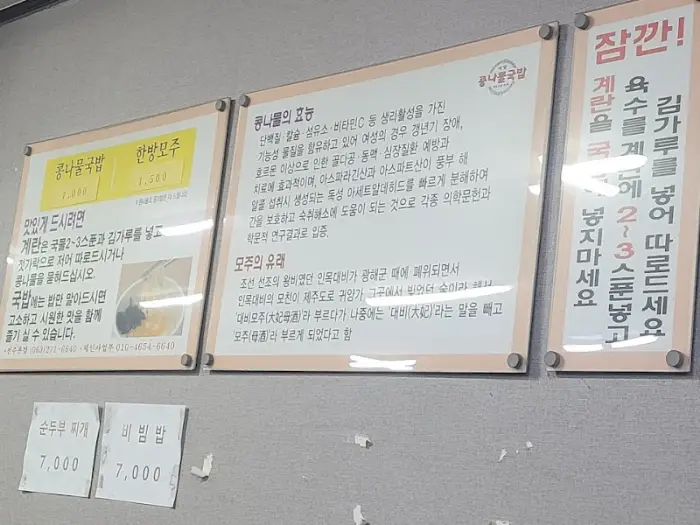 콩나물국밥
4,000
한방모주
1,500
맛있게 드시려면
계란은 국물2~3스푼과 김가루를 넣고
젓가락으로 저어 따로드시거나
콩나물을 묻혀드십시오.
국밥에는 밥만 말아드시면
고소하고 시원한 맛을 함께
즐기 실 수 있습니다.
콩나물국밥
콩나물의 효능
단백질·칼슘·섬유소·비타민C 등 생리활성을 가진
기능성 물질을 함유하고 있어 여성의 경우 갱년기 장애,
호르몬 이상으로 인한 골다공·동맥·심장질환 예방과
치료에 효과적이며, 아스파라긴산과 아스파트산이 풍부 해
알콜 섭취시 생성되는 독성 아세트알데히드를 빠르게 분해하여
간을 보호하고 숙취해소에 도움이 되는 것으로 각종 의학문헌과
학문적 연구결과로 입증.
모주의 유래
조선 선조의 왕비였던 인목대비가 광해군 때에 폐위되면서
인목대비의 모친이 제주도로 귀양가 그곳에서 빚었던 술이라 해서
'대비모주(大妃母酒)'라 부르다가 나중에는 '대비(大妃)'라는 말을 빼고
'모주(母酒)'라 부르게 되었다고 함
잠깐!
김가루를 넣어 따로드세요
육수를 계란에 2~3스푼넣고
계란을 국밥에 넣지마세요
순두부 찌개
7,000
비빔밥
7,000